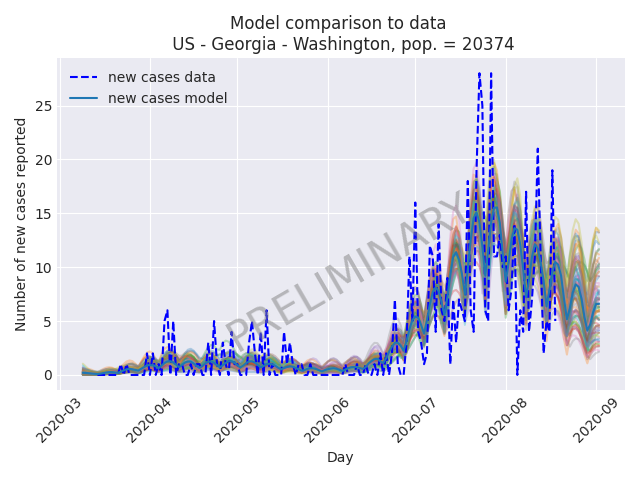 Model comparison to data
US - Georgia - Washington, pop. = 20374
new cases data
new cases model
Number of new cases reported
25
20
15
10
5
0
PRELIMINARY
2020-03
2020-04
2020-05
2020-06
2020-07
2020-08
2020-09
Day